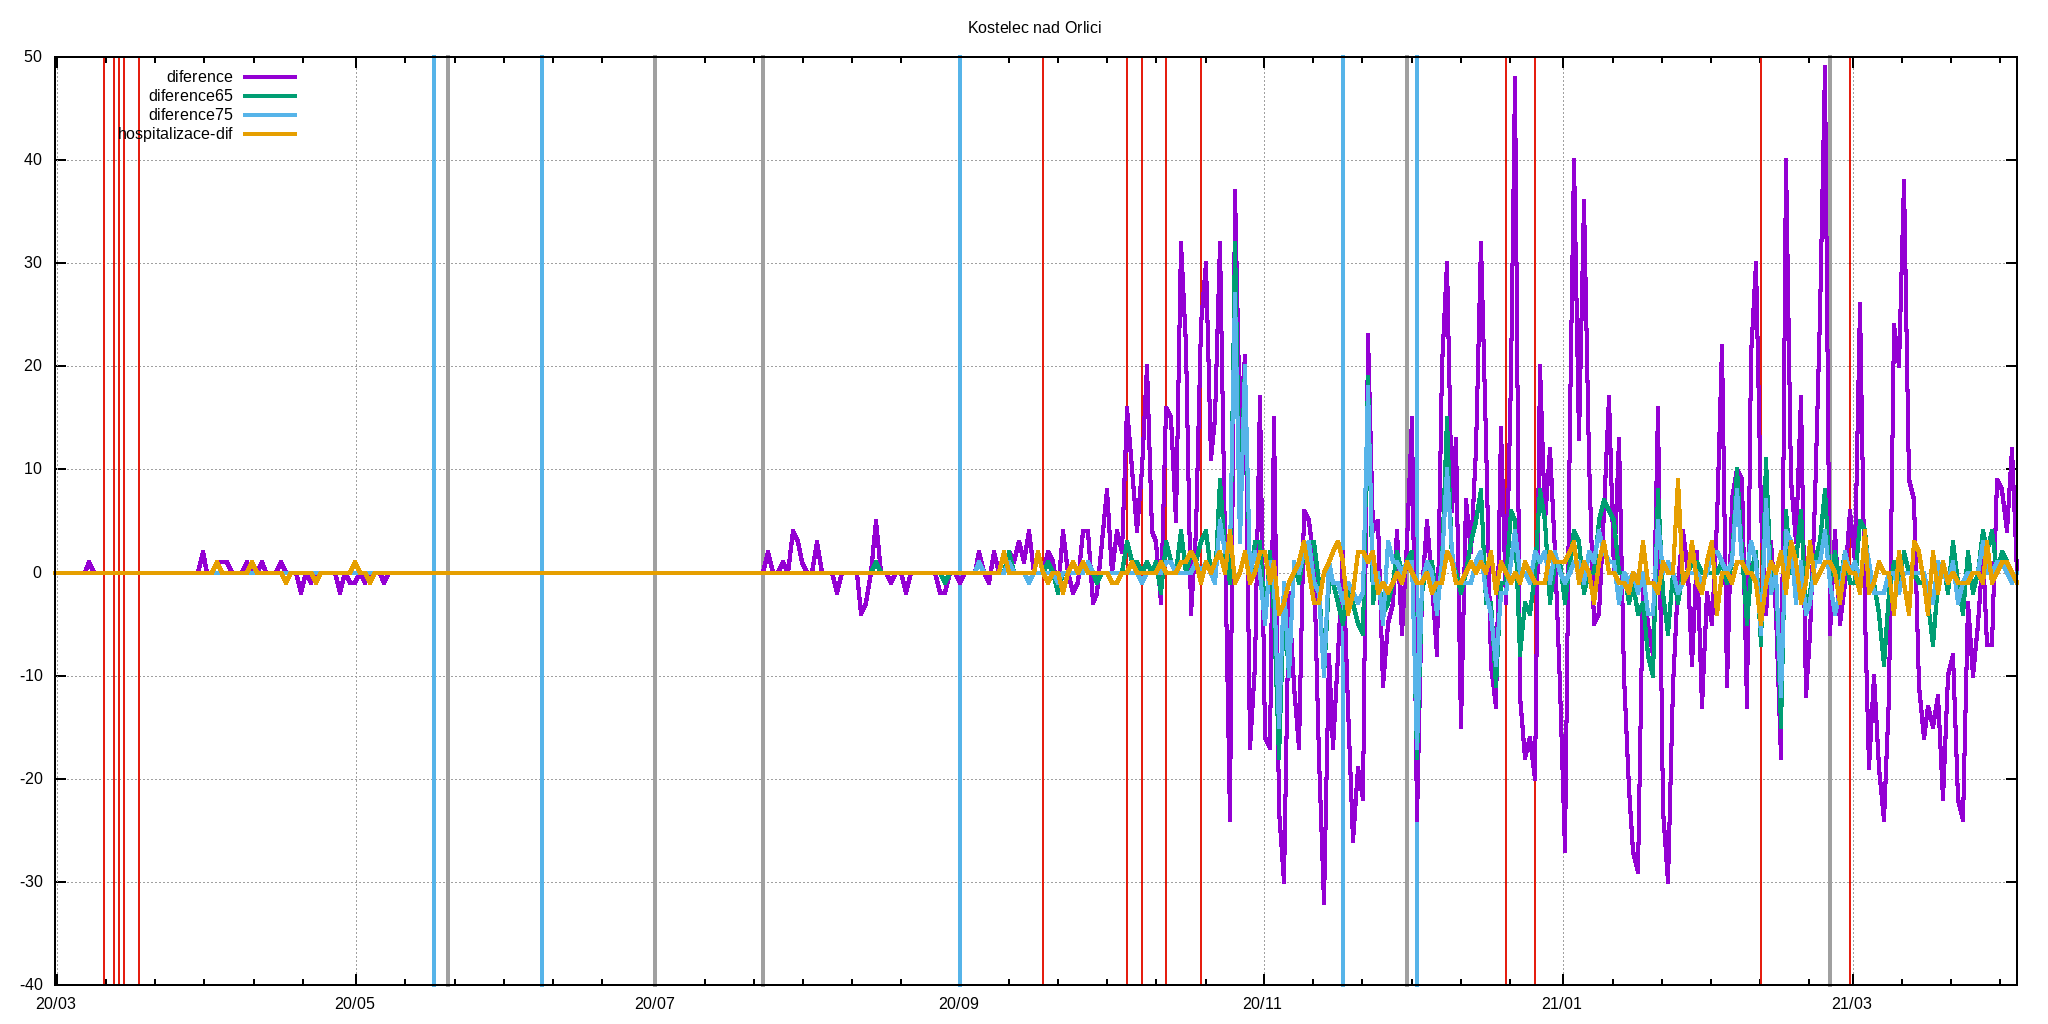 Kostelec nad Orlici
50
diference
diference65
diference75
hospitalizace-dif
40
30
20
10
0
-10
-20
-30
-40
20/03 20/05 20/07 20/09 20/11 21/01 21/03